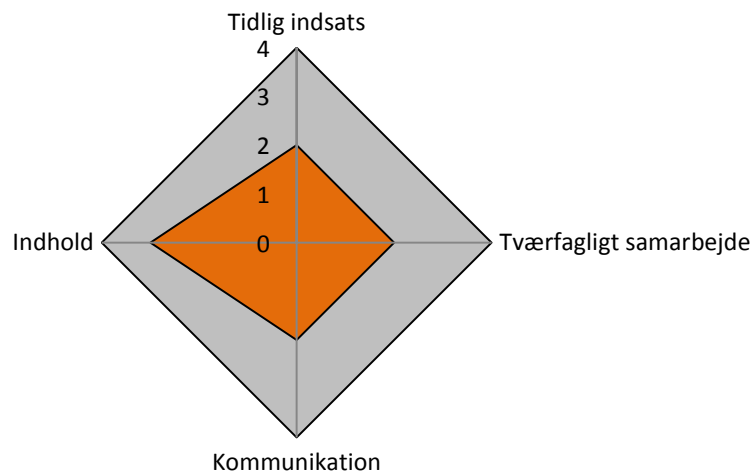 Tidlig indsats
4
3
2
1
0
Indhold
Tværfagligt samarbejde
Kommunikation